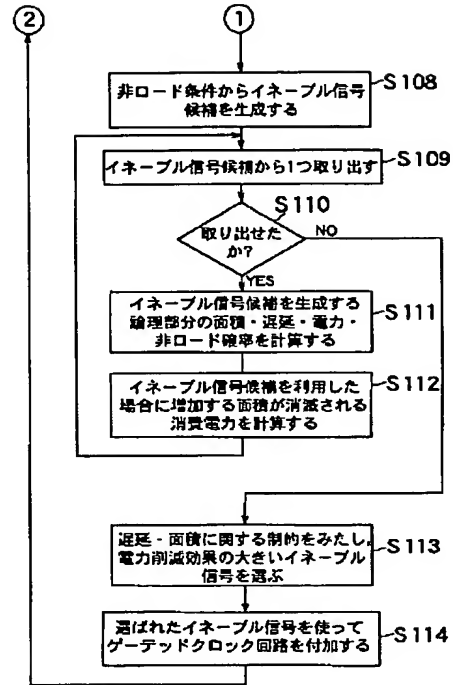 ②
①
非ロード条件からイネーブル信号
候補を生成する
S108
イネーブル信号候補から1つ取り出す
S109
S110
取り出せた
か?
NO
YES
イネーブル信号候補を生成する
論理部分の面積・遅延・電力・
非ロード確率を計算する
S111
イネーブル信号候補を利用した
場合に増加する面積が消滅される
消費電力を計算する
S112
遅延・面積に関する制約をみたし、
電力削減効果の大きいイネーブル
信号を選ぶ
S113
選ばれたイネーブル信号を使って
ゲーテッドクロック回路を付加する
S114